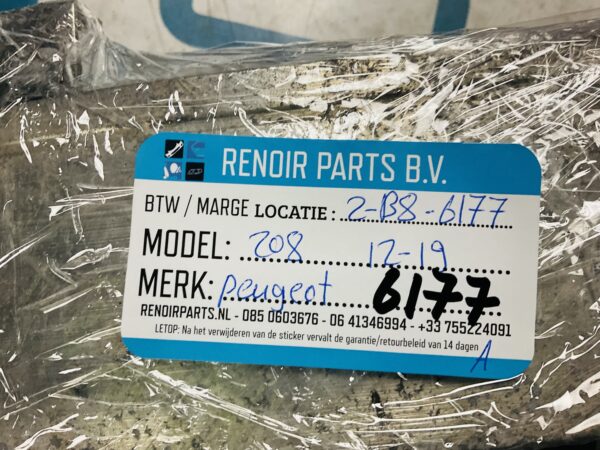 RENOIR PARTS B.V.
BTW / MARGE LOCATIE : 2-B8-6177
MODEL: 208 12-19
MERK: peugeot 6177
RENOIRPARTS.NL - 085 0603676 - 06 41346994 - +33 755224091
LETOP: Na het verwijderen van de sticker vervalt de garantie/retourbeleid van 14 dagen
A